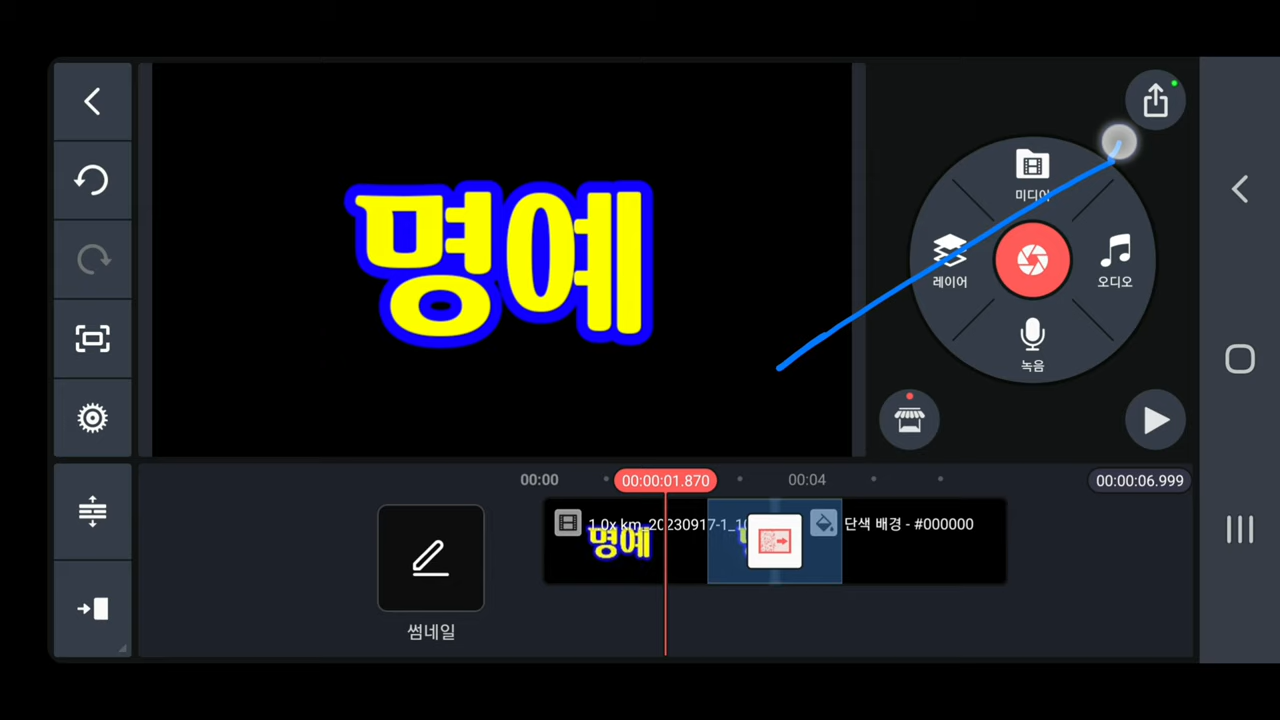 명예
미디어
레이어
오디오
녹음
00:00
00:00:01.870
00:04
00:00:06.999
1.0x km_20230917-1_10
명예
단색 배경 - #000000
썸네일